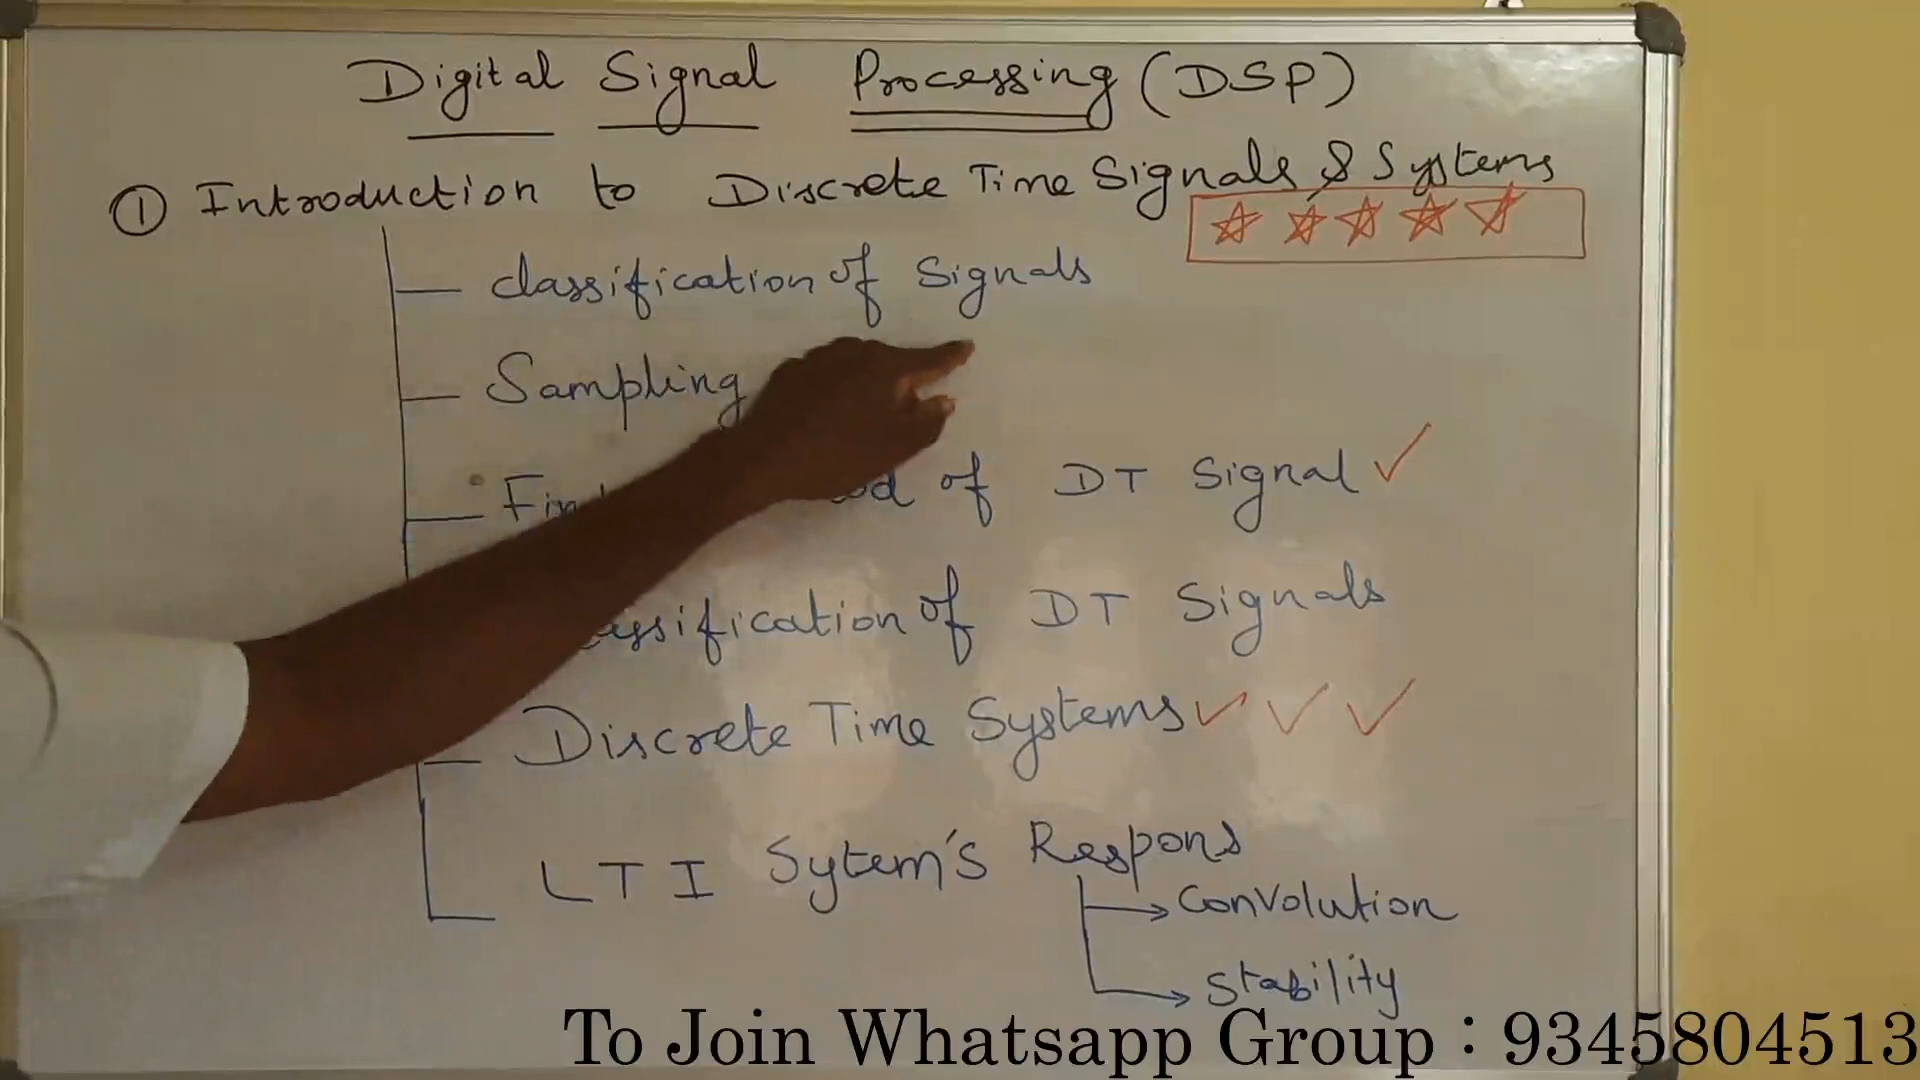 Digital Signal Processing (DSP)
① Introduction to Discrete Time Signals & Systems
classification of Signals
Sampling
of DT Signal ✓
of DT Signals
Discrete Time Systems ✓ ✓ ✓
LTI Sytem's Respons
→ Convolution
→ Stability
To Join Whatsapp Group : 9345804513